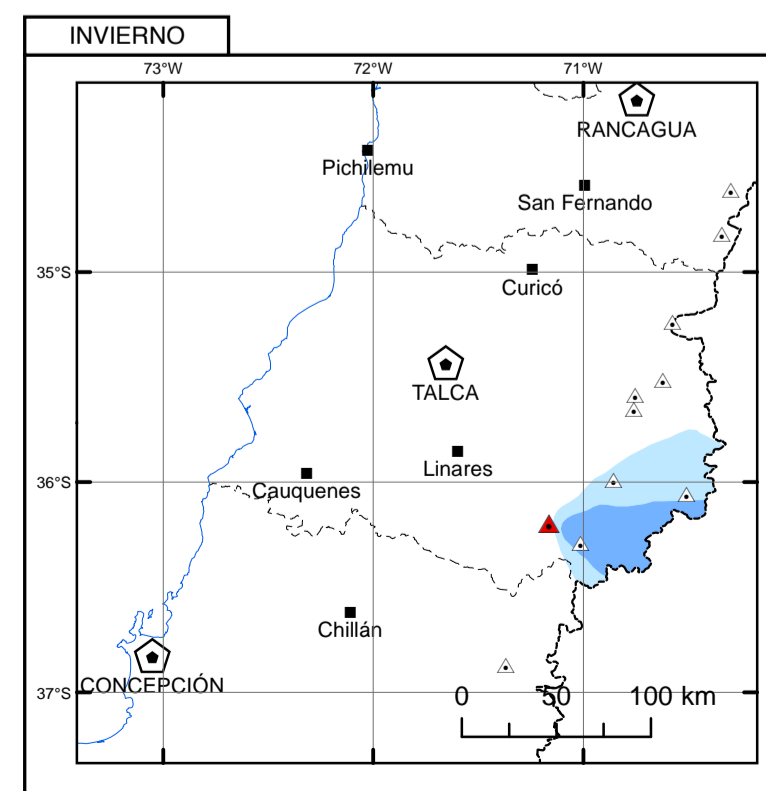 INVIERNO
73°W
72°W
71°W
RANCAGUA
Pichilemu
San Fernando
35°S
Curicó
TALCA
Linares
36°S
Cauquenes
Chillán
37°S
CONCEPCIÓN
0 50 100 km